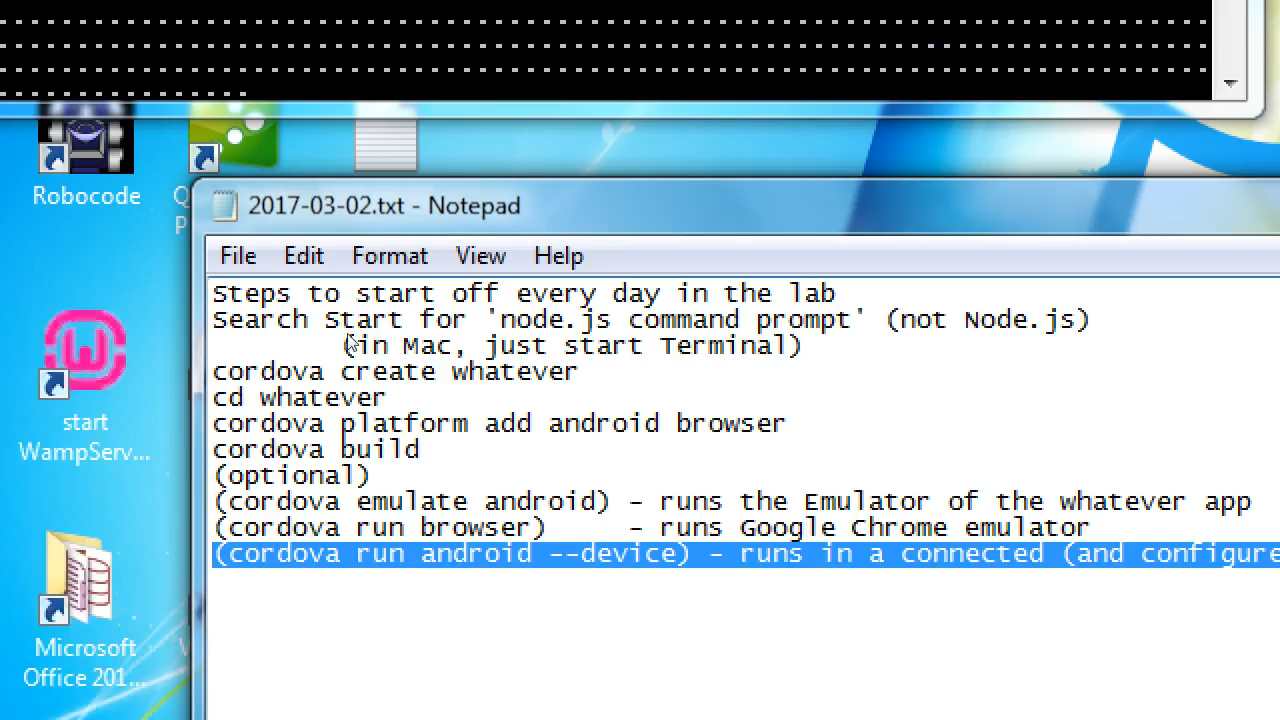 Robocode
Q
p
2017-03-02.txt - Notepad
File Edit Format View Help
Steps to start off every day in the lab
Search Start for 'node.js command prompt' (not Node.js)
(in Mac, just start Terminal)
cordova create whatever
cd whatever
cordova platform add android browser
cordova build
(optional)
(cordova emulate android) - runs the Emulator of the whatever app
(cordova run browser) - runs Google Chrome emulator
(cordova run android --device) - runs in a connected (and configure
start
WampServ...
Microsoft
Office 201...